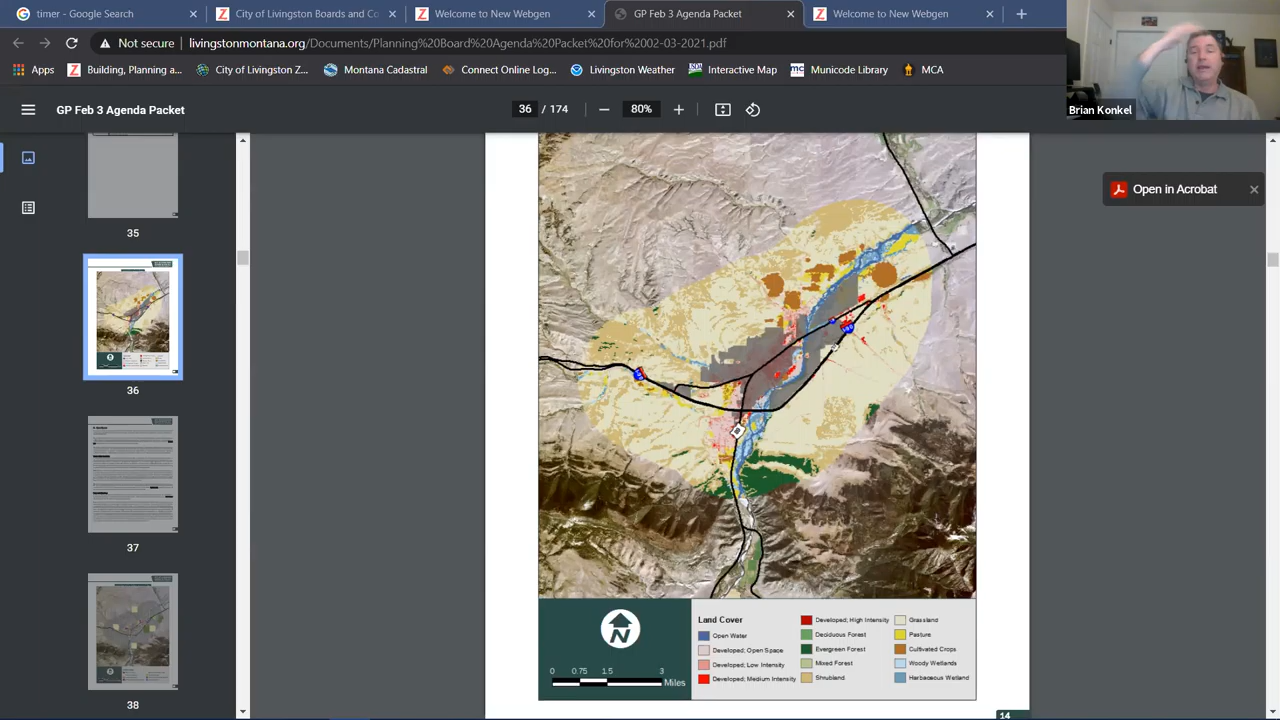 timer - Google Search
City of Livingston Boards and Co
Welcome to New Webgen
GP Feb 3 Agenda Packet
Welcome to New Webgen
Not secure
livingstonmontana.org/Documents/Planning%20Board%20Agenda%20Packet%20for%2002-03-2021.pdf
Apps
Building, Planning a...
City of Livingston Z...
Montana Cadastral
Connected Fire Log...
Livingston Weather
Interactive Map
Municode Library
MCA
Brian Konkel
GP Feb 3 Agenda Packet
36 / 174
80%
Open in Acrobat
35
36
37
38
N
0 0.75 1.5 3
Miles
Land Cover
Open Water
Developed; Open Space
Developed; Low Intensity
Developed; Medium Intensity
Developed; High Intensity
Deciduous Forest
Evergreen Forest
Mixed Forest
Shrubland
Grassland
Pasture
Cultivated Crops
Woody Wetlands
Herbaceous Wetland
14